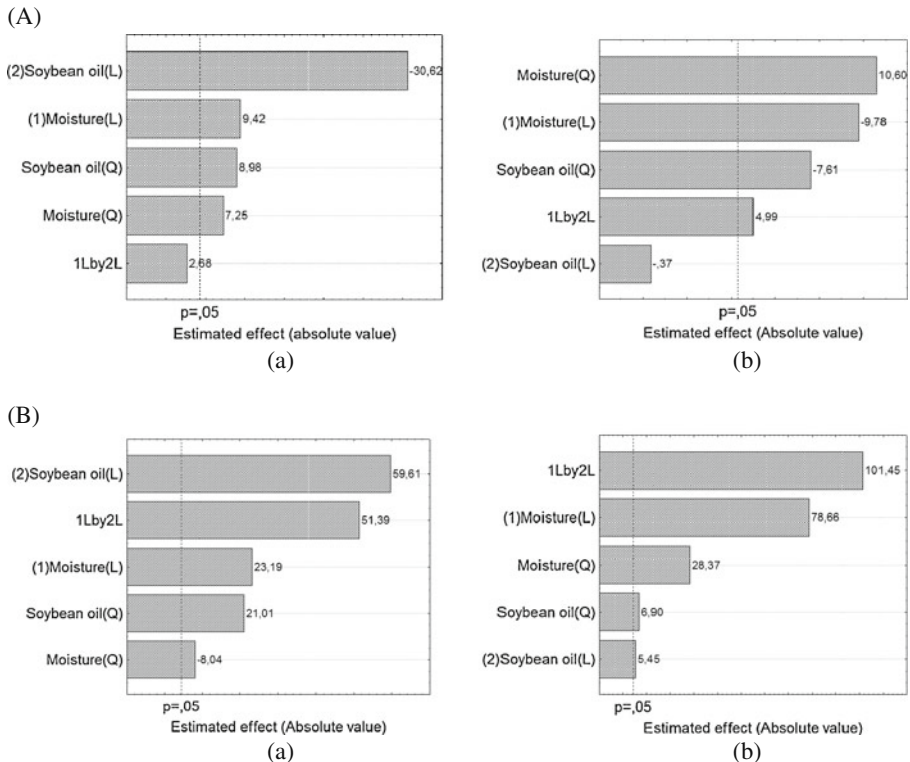 (A)
(2)Soybean oil(L)
-30,62
(1)Moisture(L)
9,42
Soybean oil(Q)
8,98
Moisture(Q)
7,25
1Lby2L
2,68
p=,05
Estimated effect (absolute value)
(a)
Moisture(Q)
10,60
(1)Moisture(L)
-9,78
Soybean oil(Q)
-7,61
1Lby2L
4,99
(2)Soybean oil(L)
-,37
p=,05
Estimated effect (Absolute value)
(b)
(B)
(2)Soybean oil(L)
59,61
1Lby2L
51,39
(1)Moisture(L)
23,19
Soybean oil(Q)
21,01
Moisture(Q)
-8,04
p=,05
Estimated effect (Absolute value)
(a)
1Lby2L
101,45
(1)Moisture(L)
78,66
Moisture(Q)
28,37
Soybean oil(Q)
6,90
(2)Soybean oil(L)
5,45
p=,05
Estimated effect (Absolute value)
(b)